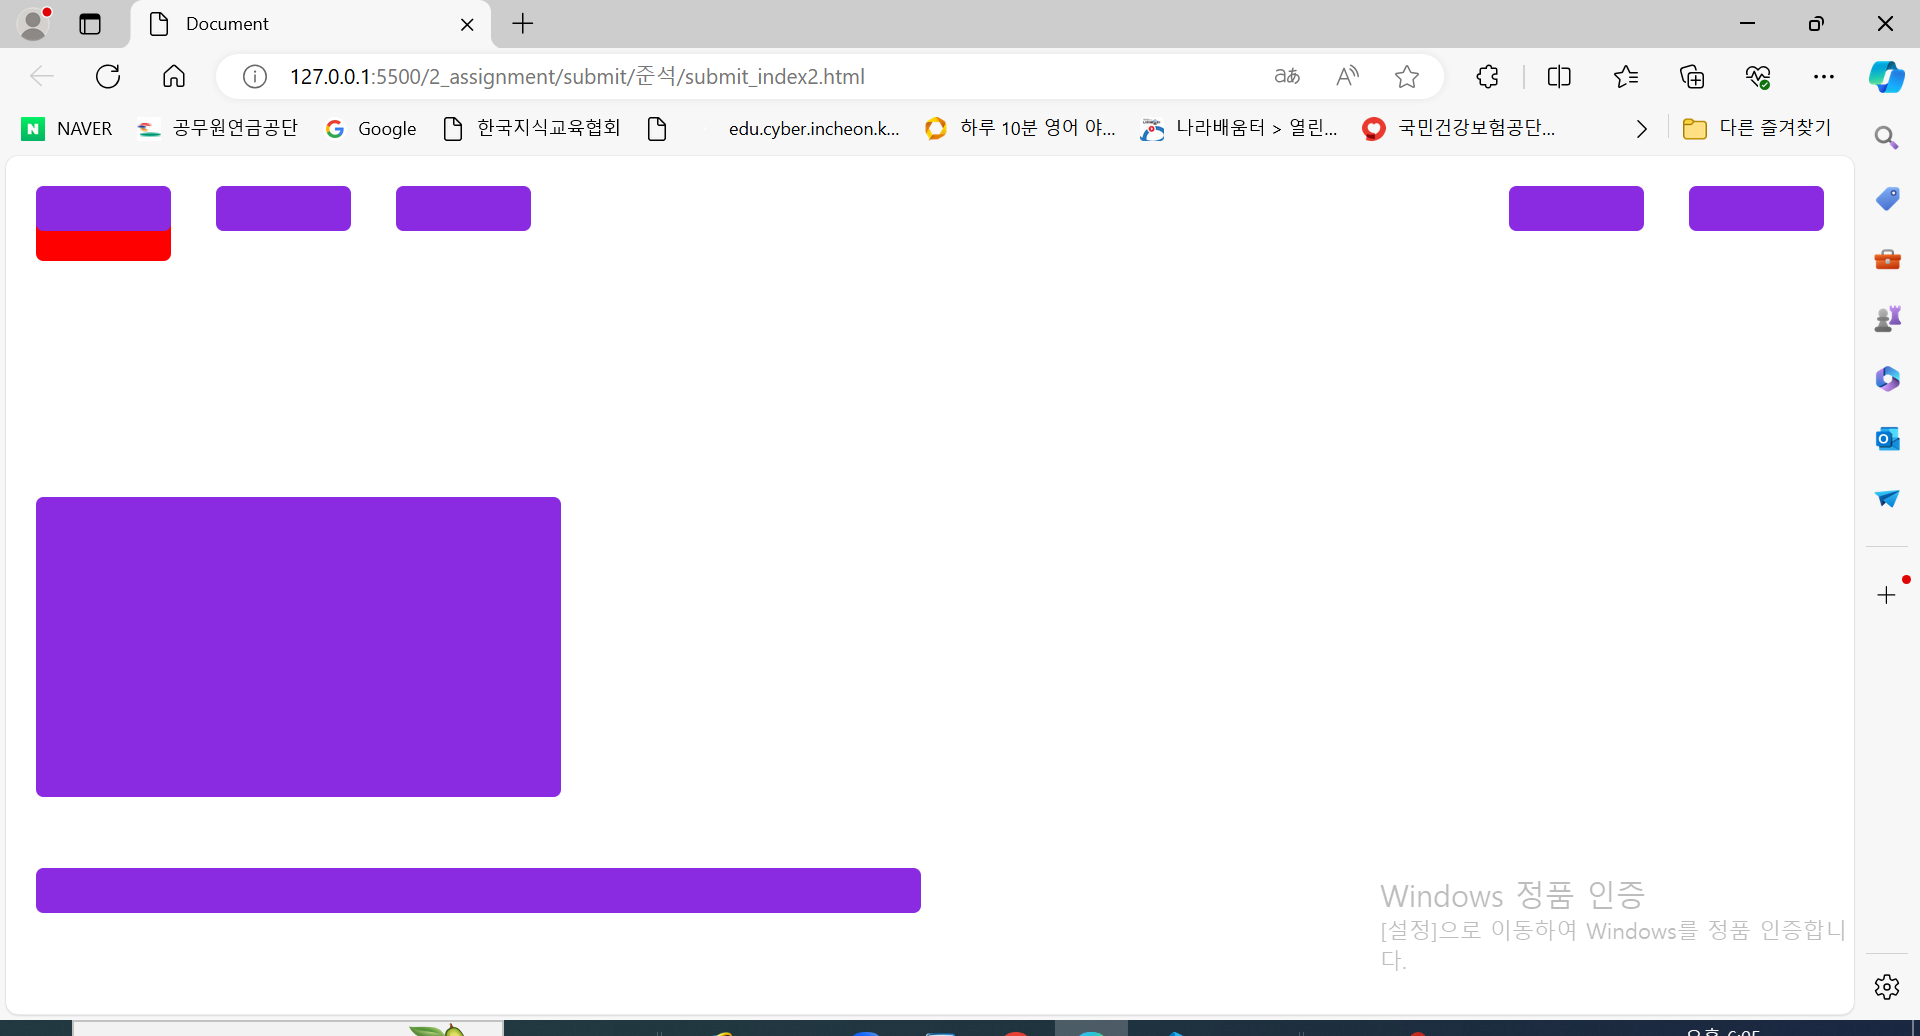 Document
127.0.0.1:5500/2_assignment/submit/준석/submit_index2.html
NAVER 공무원연금공단 Google 한국지식교육협회 edu.cyber.incheon.k... 하루 10분 영어 야... 나라배움터 > 열린... 국민건강보험공단... 다른 즐겨찾기
Windows 정품 인증
[설정]으로 이동하여 Windows를 정품 인증합니
다.